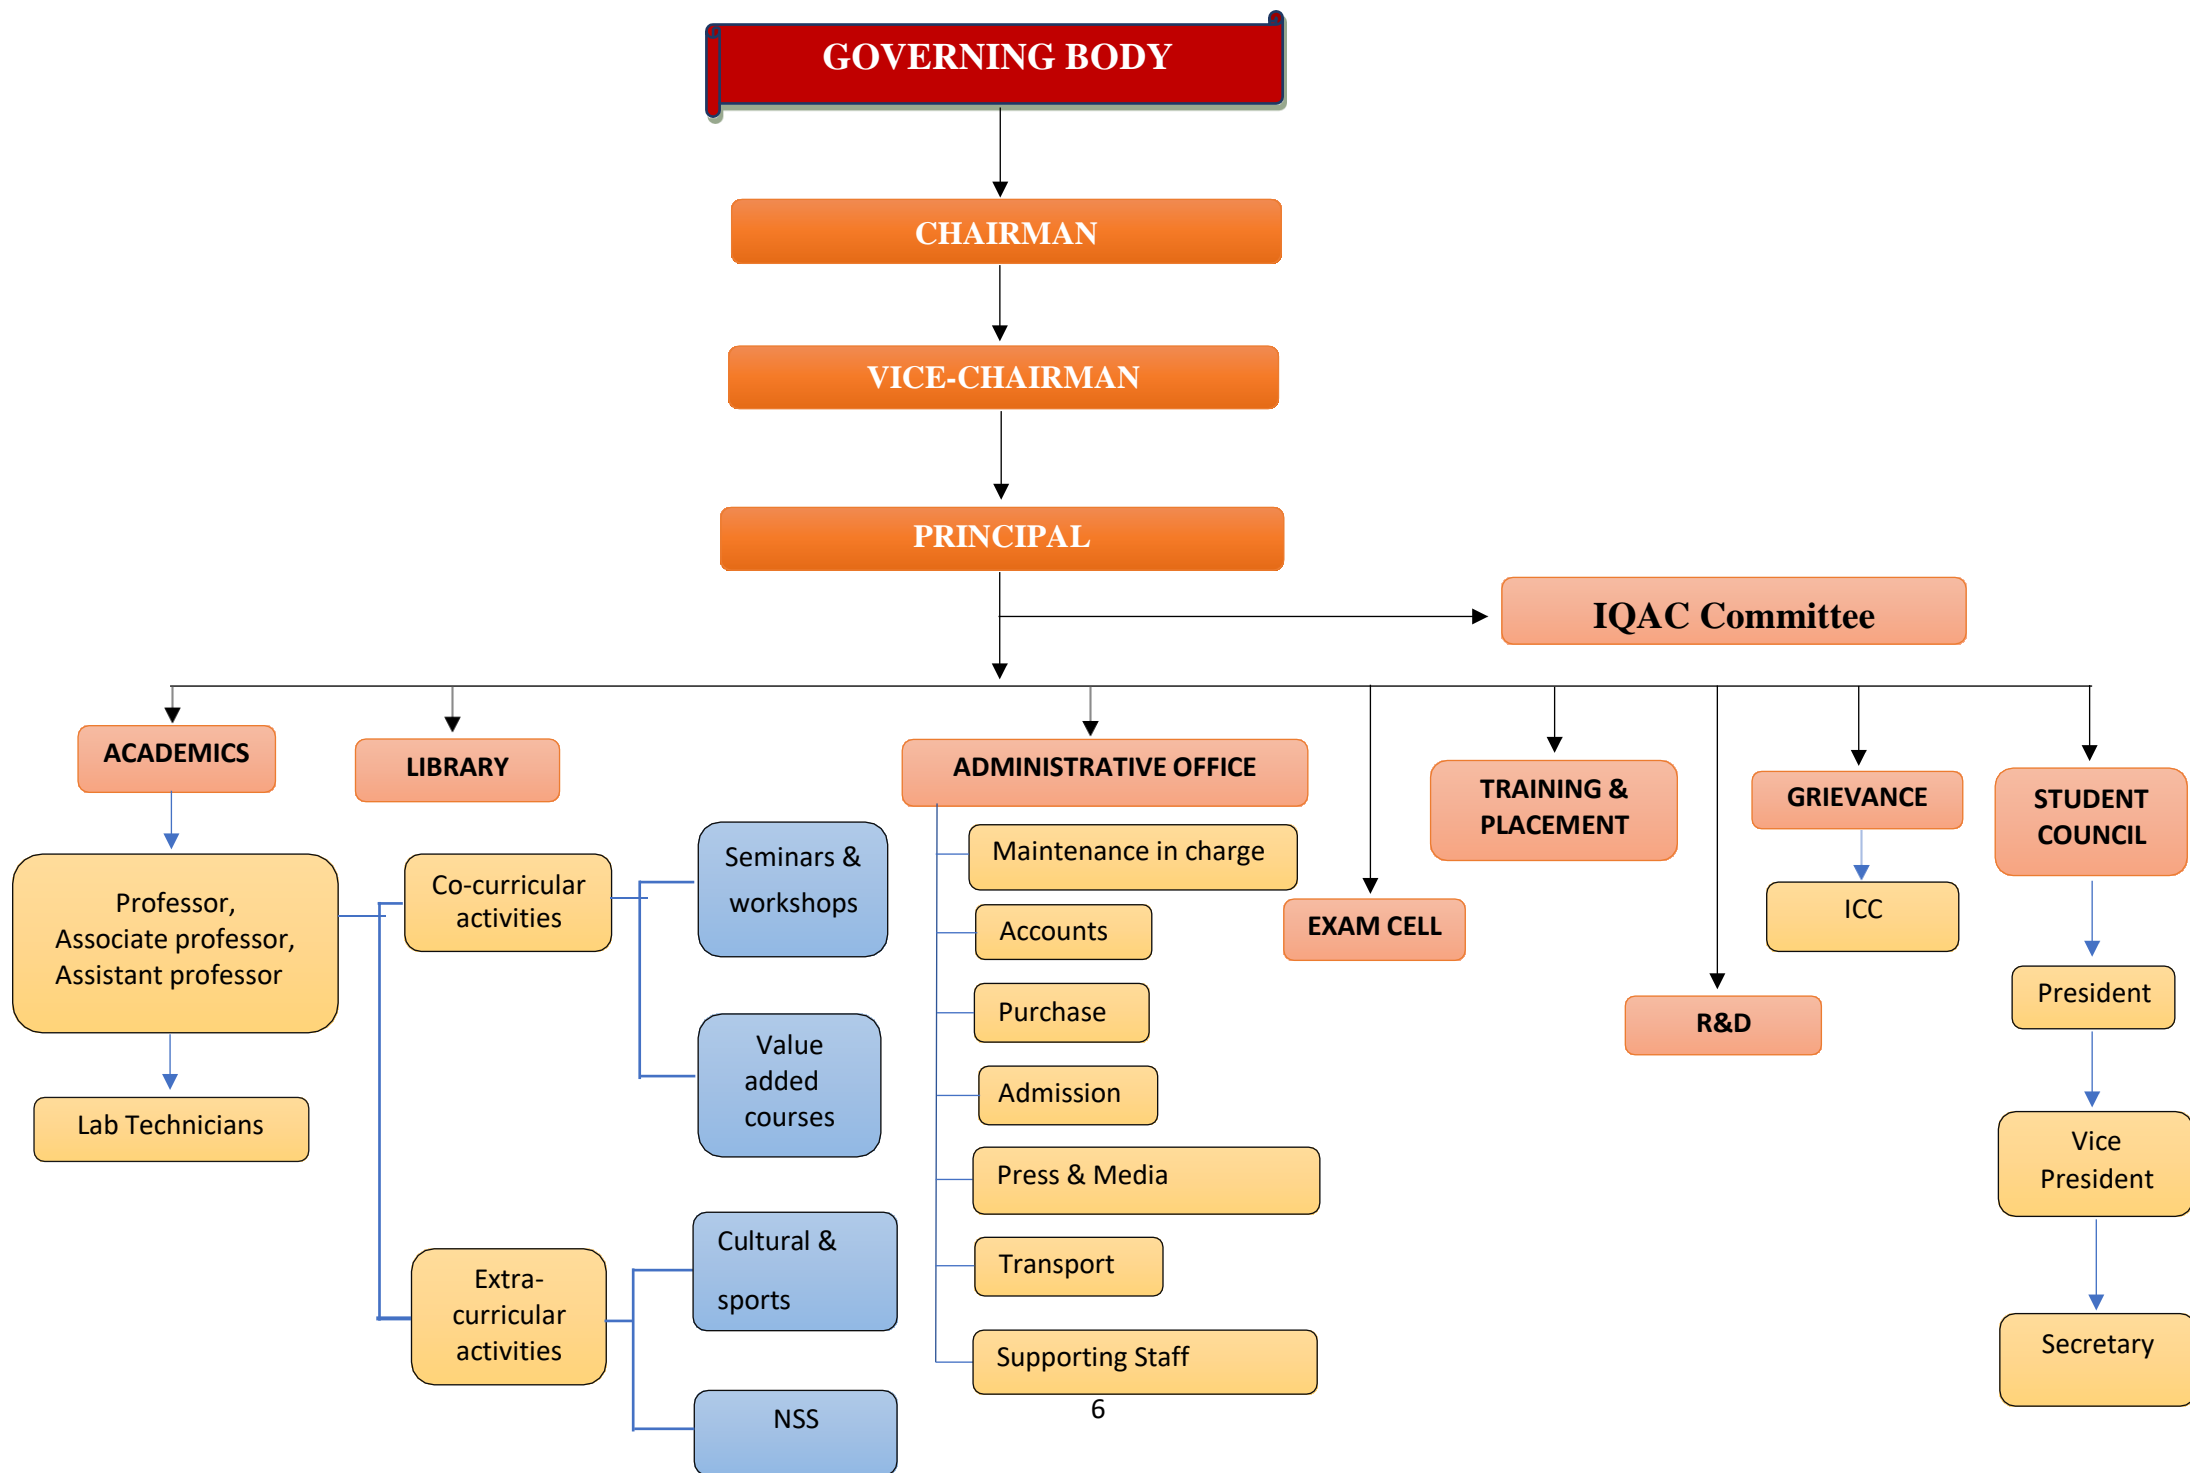 GOVERNING BODY
CHAIRMAN
VICE-CHAIRMAN
PRINCIPAL
IQAC Committee
ACADEMICS
LIBRARY
ADMINISTRATIVE OFFICE
EXAM CELL
TRAINING &
PLACEMENT
R&D
GRIEVANCE
STUDENT
COUNCIL
Professor,
Associate professor,
Assistant professor
Lab Technicians
Co-curricular
activities
Seminars &
workshops
Value
added
courses
Extra-
curricular
activities
Cultural &
sports
NSS
Maintenance in charge
Accounts
Purchase
Admission
Press & Media
Transport
Supporting Staff
ICC
President
Vice
President
Secretary
6